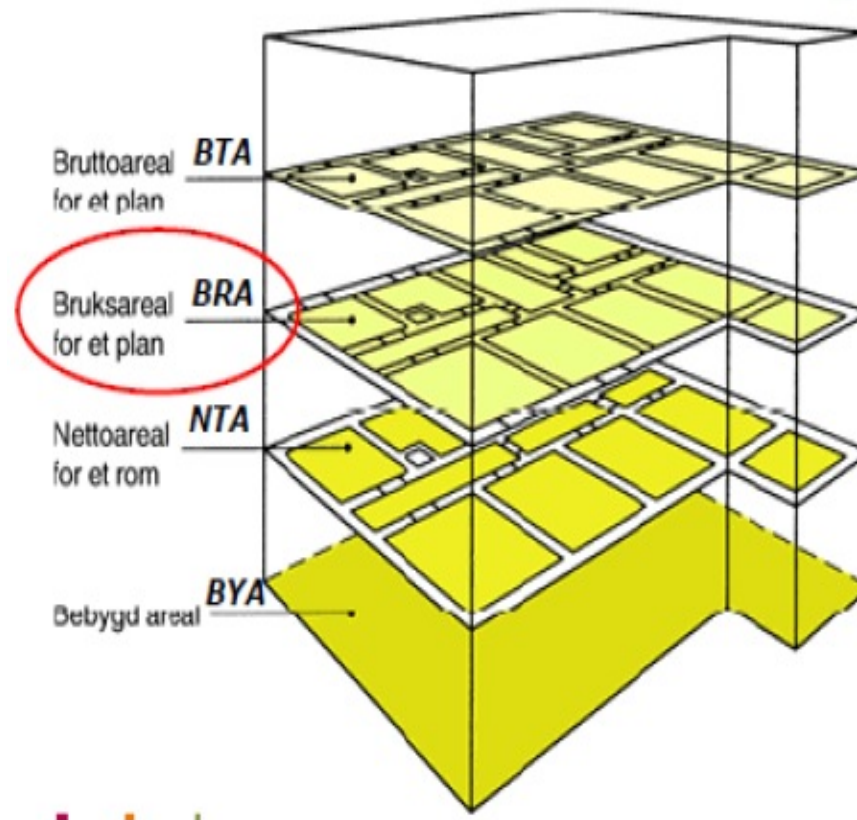 Bruttoareal BTA
for et plan
Bruksareal BRA
for et plan
Nettoareal NTA
for et rom
Bebygd areal BYA